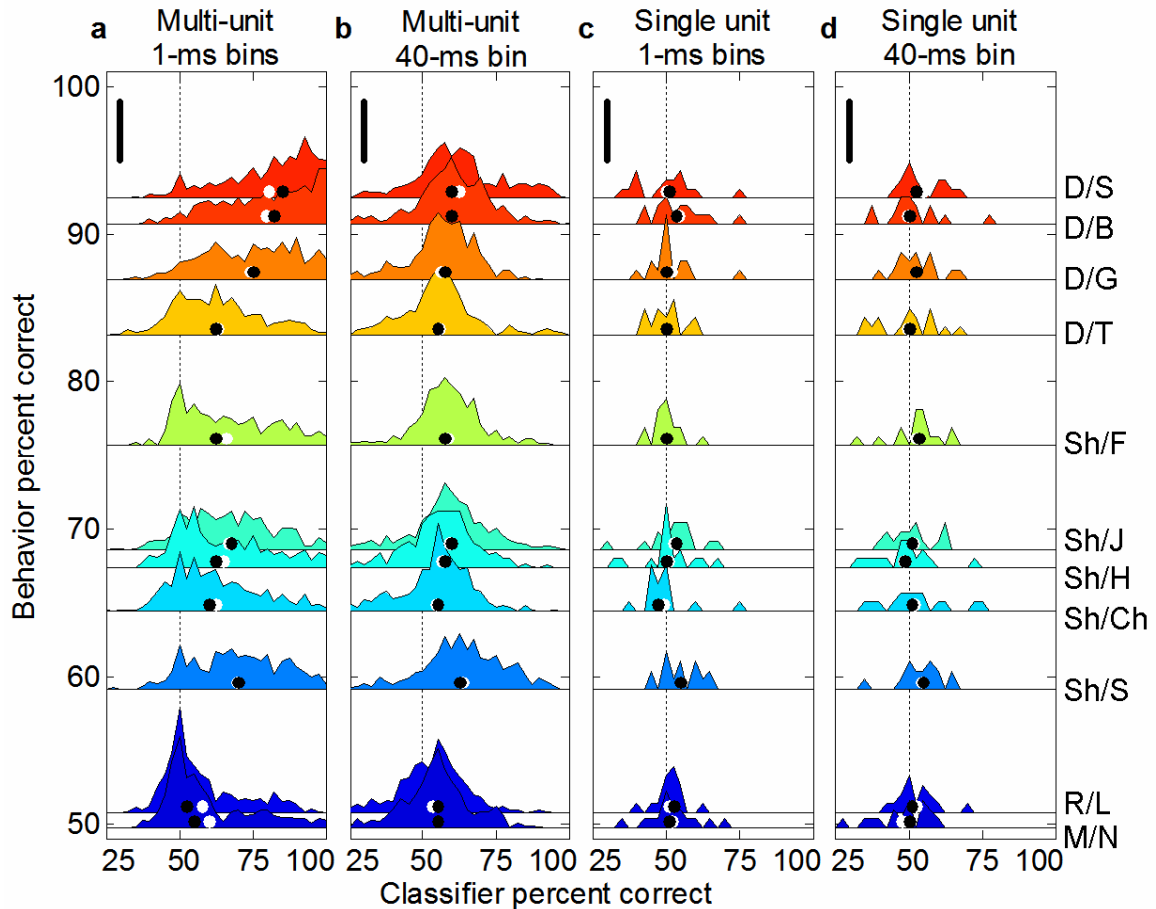 a Multi-unit 1-ms bins
b Multi-unit 40-ms bin
c Single unit 1-ms bins
d Single unit 40-ms bin
Behavior percent correct
100
90
80
70
60
50
D/S
D/B
D/G
D/T
Sh/F
Sh/J
Sh/H
Sh/Ch
Sh/S
R/L
M/N
25 50 75 100 25 50 75 100 25 50 75 100 25 50 75 100
Classifier percent correct